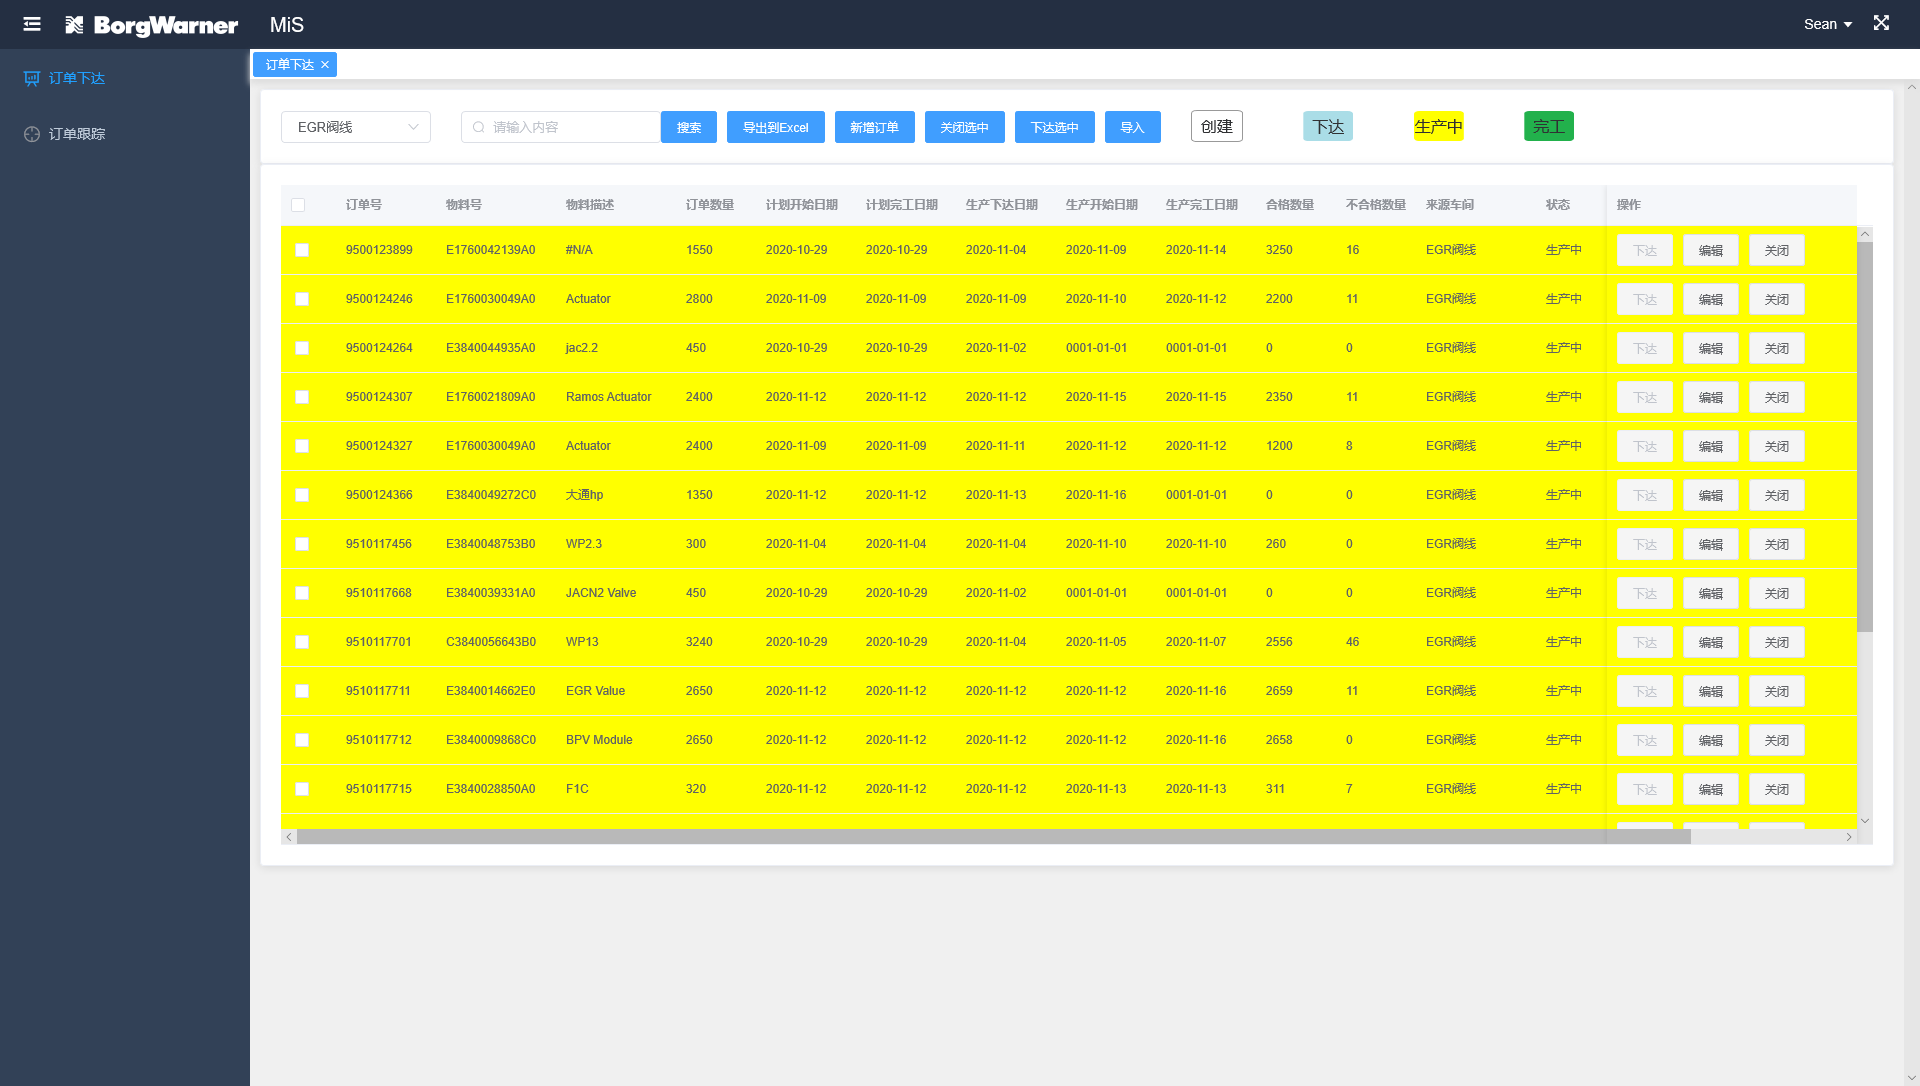 BorgWarner MiS Sean
订单下达
订单跟踪
订单下达
EGR阀线 请输入内容 搜索 导出到Excel 新增订单 关闭选中 下达选中 导入 创建 下达 生产中 完工
订单号 物料号 物料描述 订单数量 计划开始日期 计划完工日期 生产下达日期 生产开始日期 生产完工日期 合格数量 不合格数量 来源车间 状态 操作
9500123899 E1760042139A0 #N/A 1550 2020-10-29 2020-10-29 2020-11-04 2020-11-09 2020-11-14 3250 16 EGR阀线 生产中 下达 编辑 关闭
9500124246 E1760030049A0 Actuator 2800 2020-11-09 2020-11-09 2020-11-09 2020-11-10 2020-11-12 2200 11 EGR阀线 生产中 下达 编辑 关闭
9500124264 E3840044935A0 jac2.2 450 2020-10-29 2020-10-29 2020-11-02 0001-01-01 0001-01-01 0 0 EGR阀线 生产中 下达 编辑 关闭
9500124307 E1760021809A0 Ramos Actuator 2400 2020-11-12 2020-11-12 2020-11-12 2020-11-15 2020-11-15 2350 11 EGR阀线 生产中 下达 编辑 关闭
9500124327 E1760030049A0 Actuator 2400 2020-11-09 2020-11-09 2020-11-11 2020-11-12 2020-11-12 1200 8 EGR阀线 生产中 下达 编辑 关闭
9500124366 E3840049272C0 大通hp 1350 2020-11-12 2020-11-12 2020-11-13 2020-11-16 0001-01-01 0 0 EGR阀线 生产中 下达 编辑 关闭
9510117456 E3840048753B0 WP2.3 300 2020-11-04 2020-11-04 2020-11-04 2020-11-10 2020-11-10 260 0 EGR阀线 生产中 下达 编辑 关闭
9510117668 E3840039331A0 JACN2 Valve 450 2020-10-29 2020-10-29 2020-11-02 0001-01-01 0001-01-01 0 0 EGR阀线 生产中 下达 编辑 关闭
9510117701 C3840056643B0 WP13 3240 2020-10-29 2020-10-29 2020-11-04 2020-11-05 2020-11-07 2556 46 EGR阀线 生产中 下达 编辑 关闭
9510117711 E3840014662E0 EGR Value 2650 2020-11-12 2020-11-12 2020-11-12 2020-11-12 2020-11-16 2659 11 EGR阀线 生产中 下达 编辑 关闭
9510117712 E3840009868C0 BPV Module 2650 2020-11-12 2020-11-12 2020-11-12 2020-11-12 2020-11-16 2658 0 EGR阀线 生产中 下达 编辑 关闭
9510117715 E3840028850A0 F1C 320 2020-11-12 2020-11-12 2020-11-12 2020-11-13 2020-11-13 311 7 EGR阀线 生产中 下达 编辑 关闭